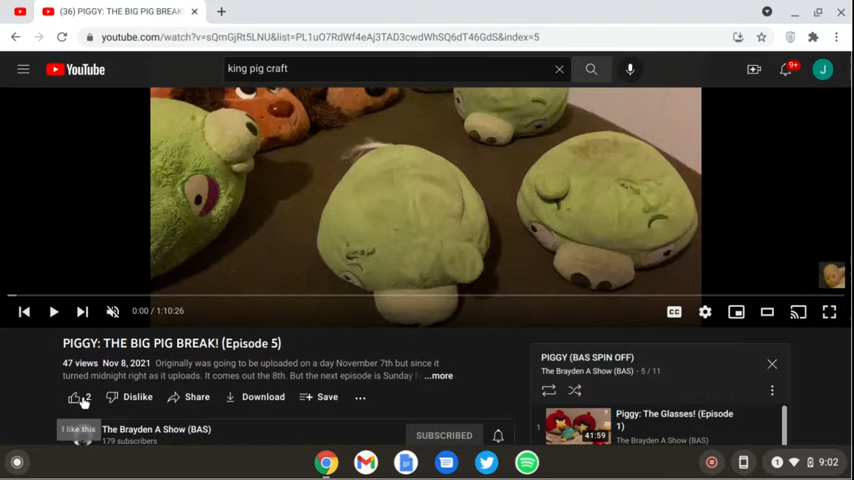 (36) PIGGY: THE BIG PIG BREAK!
youtube.com/watch?v=sQmGjRt5LNU&list=PL1uO7RdWf4eAj3TAD3cwdWhSQ6dT46GdS&index=5
YouTube
king pig craft
9+
J
0:00 / 1:10:26
CC
PIGGY: THE BIG PIG BREAK! (Episode 5)
47 views Nov 8, 2021 Originally was going to be uploaded on a day November 7th but since it
turned midnight right as it uploads. It comes out the 8th. But the next episode is Sunday ...more
2 Dislike Share Download Save
I like this
The Brayden A Show (BAS)
179 subscribers
SUBSCRIBED
PIGGY (BAS SPIN OFF)
The Brayden A Show (BAS) - 5 / 11
1
41:59
Piggy: The Glasses! (Episode
1)
The Brayden A Show (BAS)
1 9:02